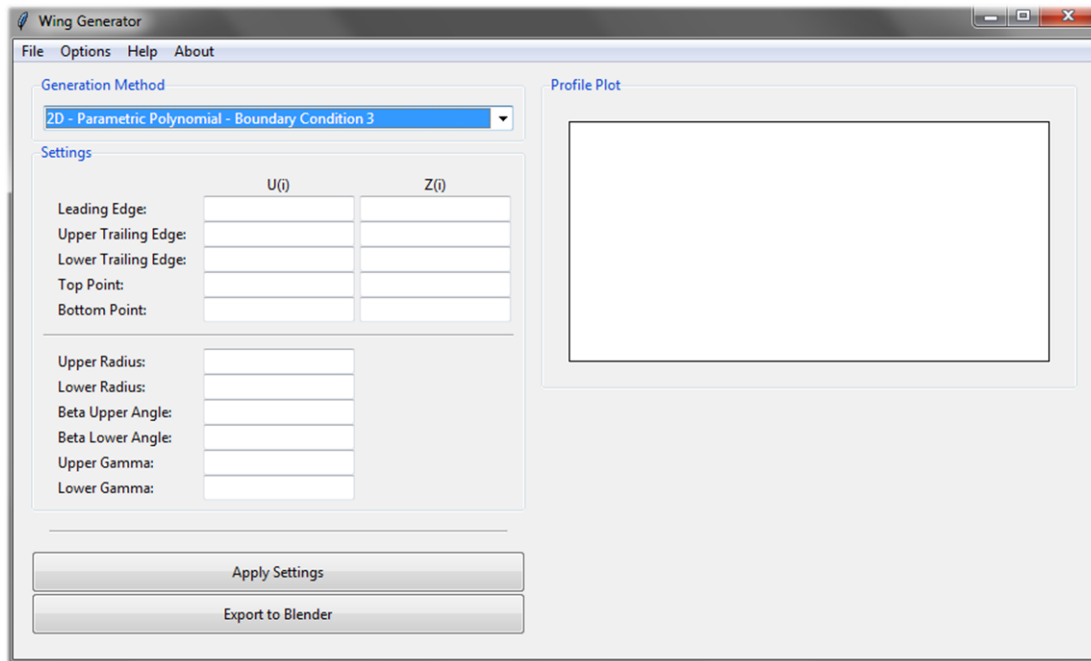 Wing Generator
File Options Help About
Generation Method
2D - Parametric Polynomial - Boundary Condition 3
Settings
U(i) Z(i)
Leading Edge:
Upper Trailing Edge:
Lower Trailing Edge:
Top Point:
Bottom Point:
Upper Radius:
Lower Radius:
Beta Upper Angle:
Beta Lower Angle:
Upper Gamma:
Lower Gamma:
Apply Settings
Export to Blender
Profile Plot